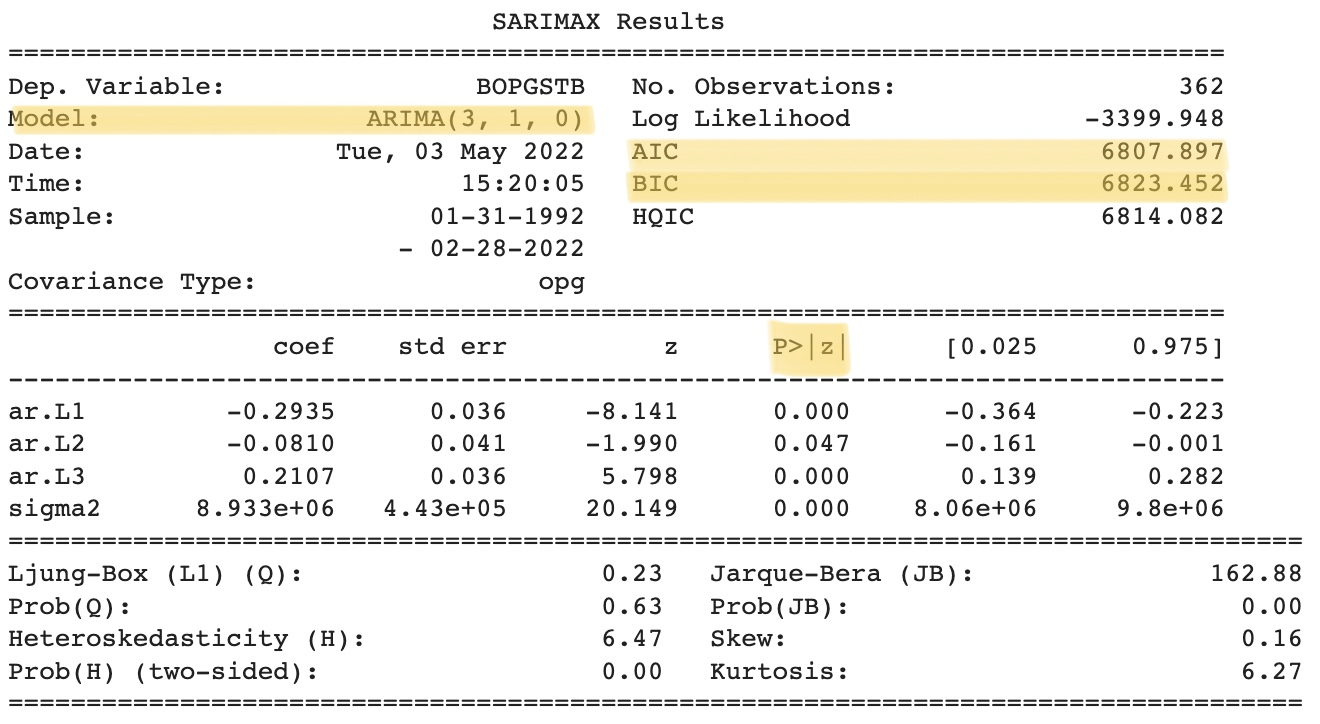 SARIMAX Results
==============================================================================
Dep. Variable:                BOPGSTB   No. Observations:                  362
Model:                 ARIMA(3, 1, 0)   Log Likelihood               -3399.948
Date:                Tue, 03 May 2022   AIC                           6807.897
Time:                        15:20:05   BIC                           6823.452
Sample:                    01-31-1992   HQIC                          6814.082
- 02-28-2022
Covariance Type:                  opg
==============================================================================
coef    std err          z      P>|z|      [0.025      0.975]
------------------------------------------------------------------------------
ar.L1         -0.2935      0.036     -8.141      0.000      -0.364      -0.223
ar.L2         -0.0810      0.041     -1.990      0.047      -0.161      -0.001
ar.L3          0.2107      0.036      5.798      0.000       0.139       0.282
sigma2      8.933e+06   4.43e+05     20.149      0.000    8.06e+06     9.8e+06
===================================================================================
Ljung-Box (L1) (Q):                   0.23   Jarque-Bera (JB):               162.88
Prob(Q):                              0.63   Prob(JB):                         0.00
Heteroskedasticity (H):               6.47   Skew:                             0.16
Prob(H) (two-sided):                  0.00   Kurtosis:                         6.27
===================================================================================